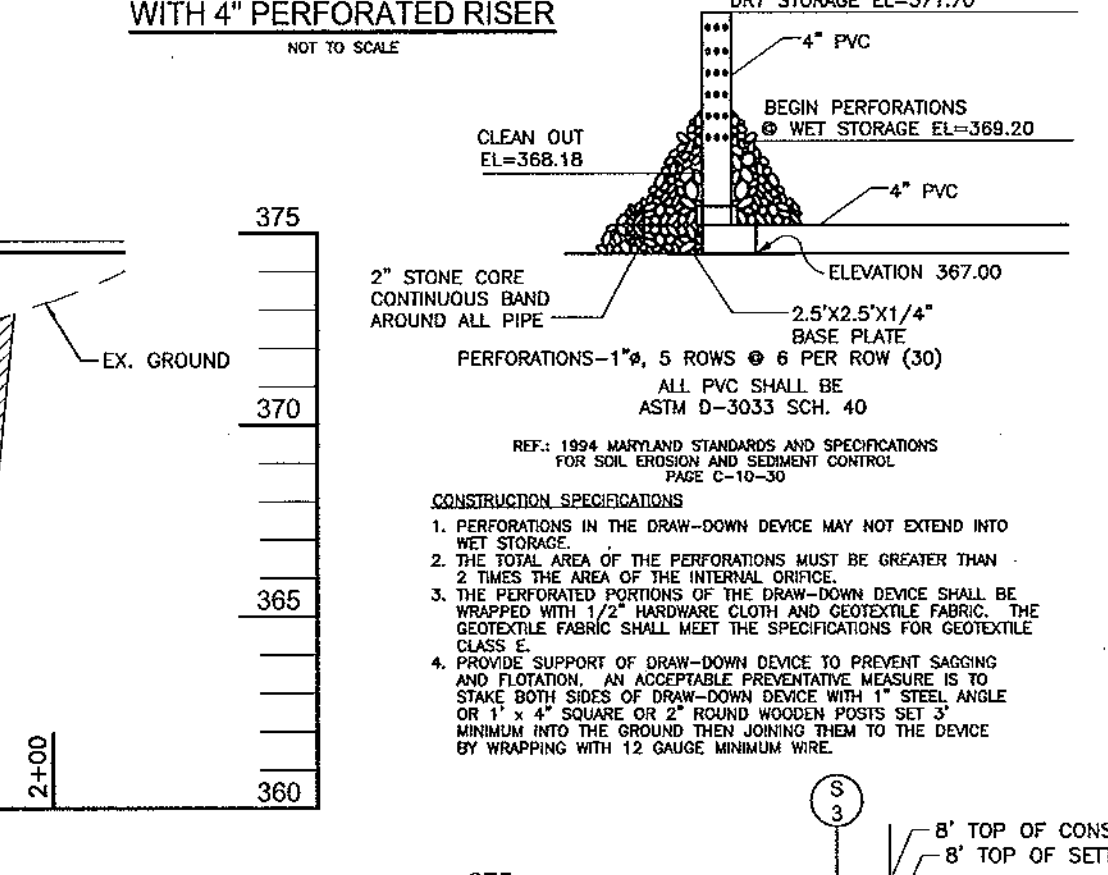 WITH 4" PERFORATED RISER
NOT TO SCALE
DRY STORAGE EL=371.70
4" PVC
BEGIN PERFORATIONS
@ WET STORAGE EL=369.20
CLEAN OUT
EL=368.18
4" PVC
ELEVATION 367.00
2" STONE CORE
CONTINUOUS BAND
AROUND ALL PIPE
2.5'X2.5'X1/4"
BASE PLATE
PERFORATIONS-1"ø, 5 ROWS @ 6 PER ROW (30)
ALL PVC SHALL BE
ASTM D-3033 SCH. 40
REF.: 1994 MARYLAND STANDARDS AND SPECIFICATIONS
FOR SOIL EROSION AND SEDIMENT CONTROL
PAGE C-10-30
CONSTRUCTION SPECIFICATIONS
1. PERFORATIONS IN THE DRAW-DOWN DEVICE MAY NOT EXTEND INTO
WET STORAGE.
2. THE TOTAL AREA OF THE PERFORATIONS MUST BE GREATER THAN
2 TIMES THE AREA OF THE INTERNAL ORIFICE.
3. THE PERFORATED PORTIONS OF THE DRAW-DOWN DEVICE SHALL BE
WRAPPED WITH 1/2" HARDWARE CLOTH AND GEOTEXTILE FABRIC. THE
GEOTEXTILE FABRIC SHALL MEET THE SPECIFICATIONS FOR GEOTEXTILE
CLASS E.
4. PROVIDE SUPPORT OF DRAW-DOWN DEVICE TO PREVENT SAGGING
AND FLOTATION. AN ACCEPTABLE PREVENTATIVE MEASURE IS TO
STAKE BOTH SIDES OF DRAW-DOWN DEVICE WITH 1" STEEL ANGLE
OR 1' x 4" SQUARE OR 2" ROUND WOODEN POSTS SET 3'
MINIMUM INTO THE GROUND THEN JOINING THEM TO THE DEVICE
BY WRAPPING WITH 12 GAUGE MINIMUM WIRE.
375
EX. GROUND
370
365
360
2+00
S
3
8' TOP OF CONS
8' TOP OF SETT